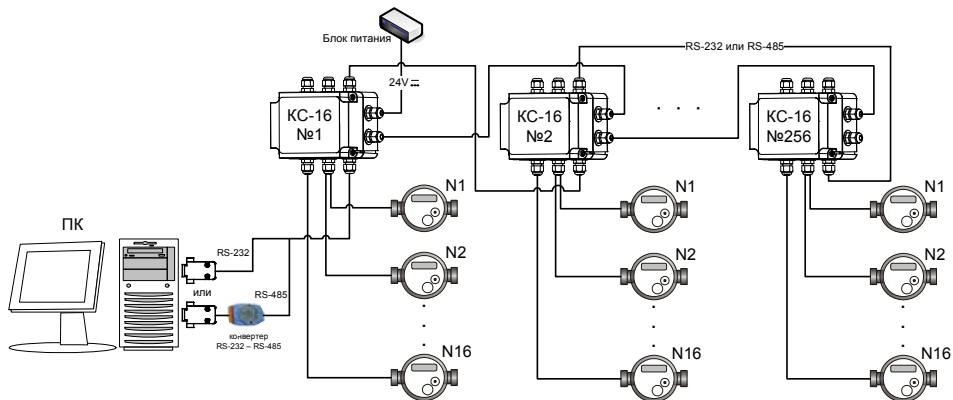 Блок питания
24V
RS-232 или RS-485
КС-16
№1
КС-16
№2
. . .
КС-16
№256
N1
N1
N1
ПК
RS-232
N2
N2
N2
или
RS-485
конвертер
RS-232 – RS-485
N16
N16
N16